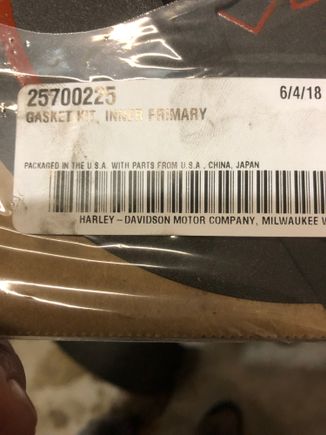 25700225 6/4/18
GASKET KIT, INNER PRIMARY
PACKAGED IN THE U.S.A. WITH PARTS FROM U.S.A., CHINA, JAPAN
HARLEY-DAVIDSON MOTOR COMPANY, MILWAUKEE W